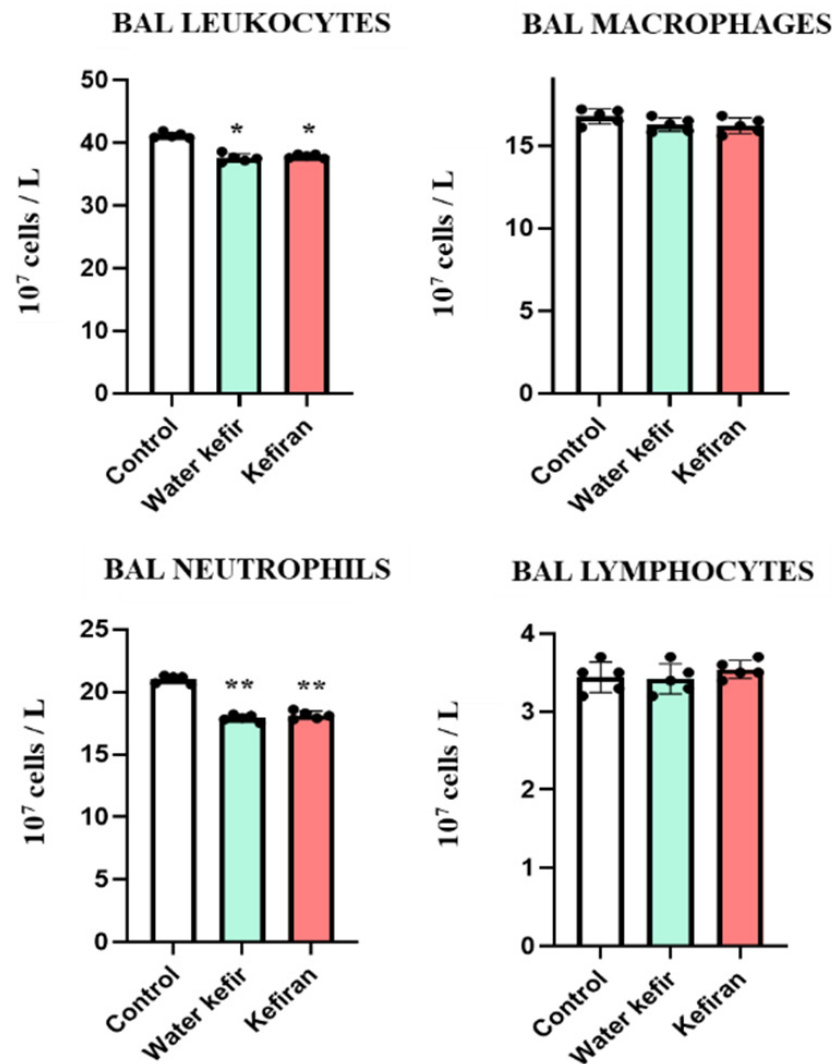 BAL LEUKOCYTES
10⁷ cells / L
50
40
30
20
10
0
* *
Control
Water kefir
Kefiran
BAL MACROPHAGES
10⁷ cells / L
15
10
5
0
Control
Water kefir
Kefiran
BAL NEUTROPHILS
10⁷ cells / L
25
20
15
10
5
0
** **
Control
Water kefir
Kefiran
BAL LYMPHOCYTES
10⁷ cells / L
4
3
2
1
0
Control
Water kefir
Kefiran